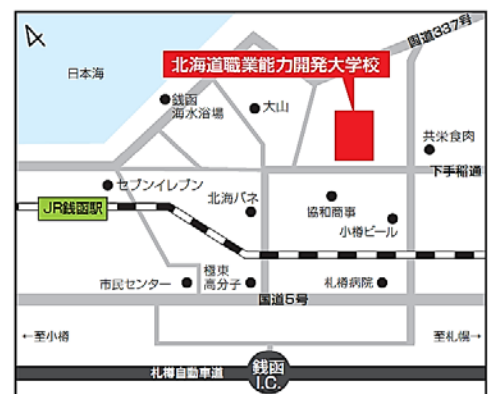 国道337号
日本海
北海道職業能力開発大学校
銭函
海水浴場
大山
共栄食肉
下手稲通
セブンイレブン
JR銭函駅
北海バネ
協和商事
小樽ビール
市民センター
極東
高分子
札樽病院
国道5号
←至小樽
至札幌→
札樽自動車道
銭函
I.C.